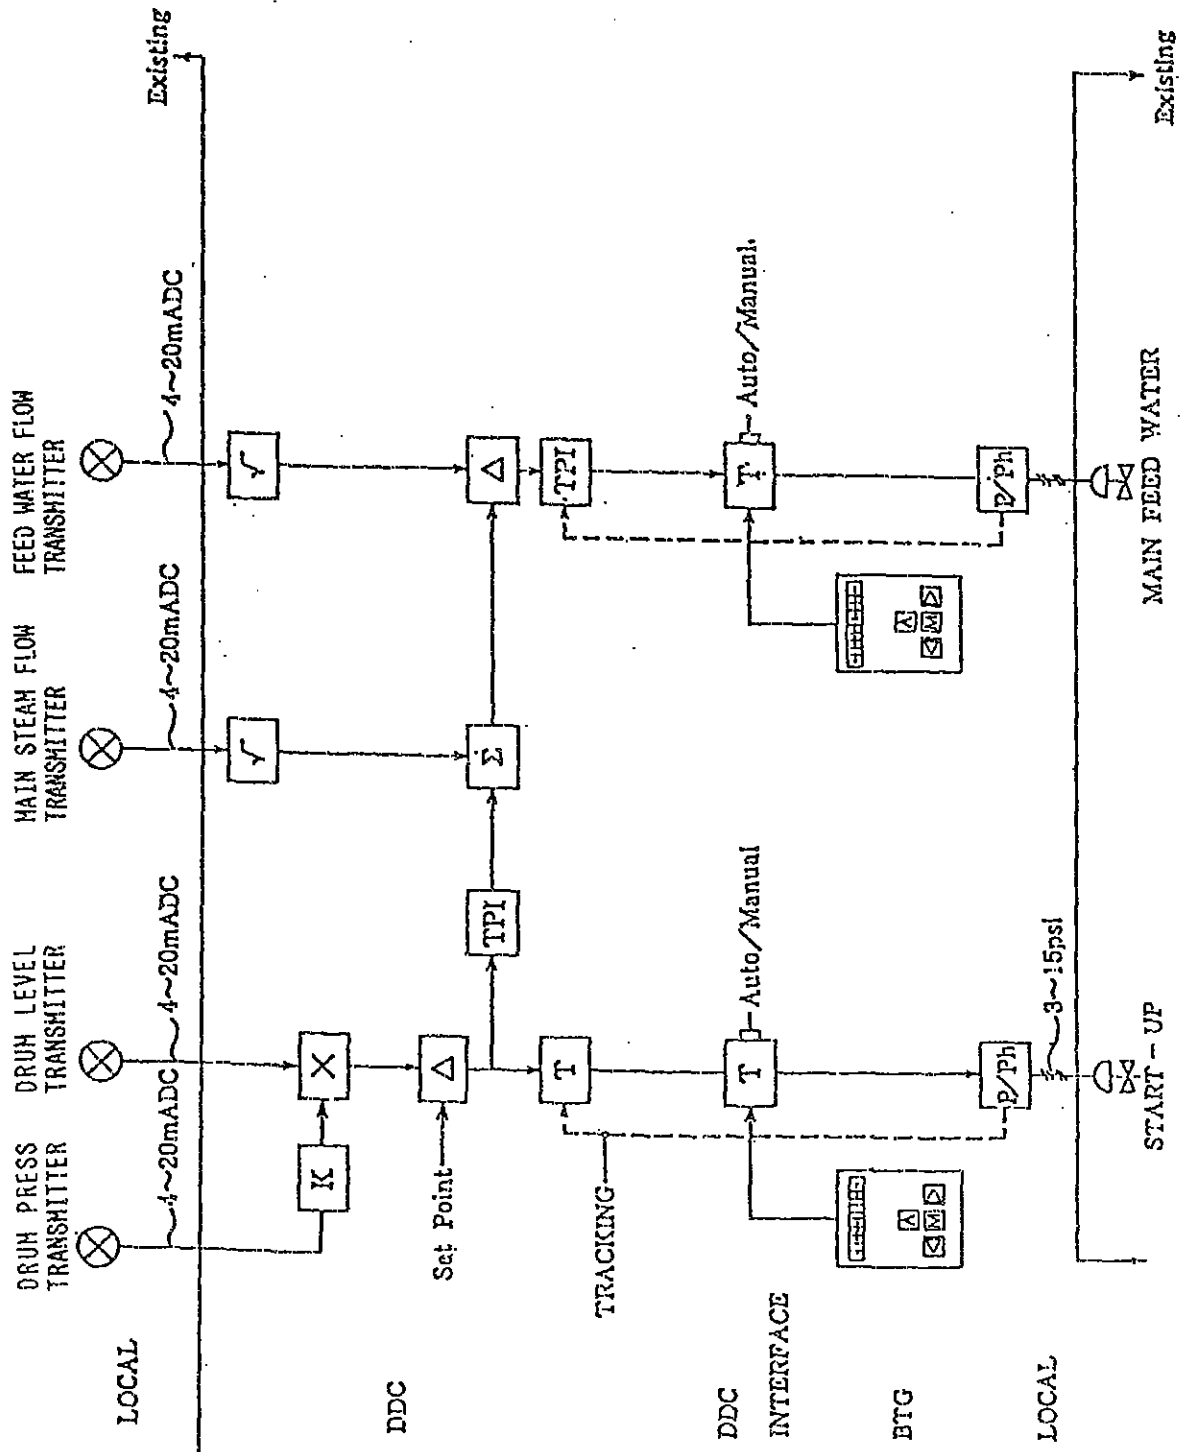 DRUM PRESS
TRANSMITTER
DRUM LEVEL
TRANSMITTER
MAIN STEAM FLOW
TRANSMITTER
FEED WATER FLOW
TRANSMITTER
LOCAL
4~20mADC
4~20mADC
4~20mADC
4~20mADC
Existing
√
√
DDC
K
X
Set Point
Δ
TPI
Σ
Δ
T
TPI
TRACKING
DDC
INTERFACE
T
Auto/Manual
T
Auto/Manual.
BTG
A
M
A
M
LOCAL
P/Ph
P/Ph
3~15psi
START-UP
MAIN FEED WATER
Existing